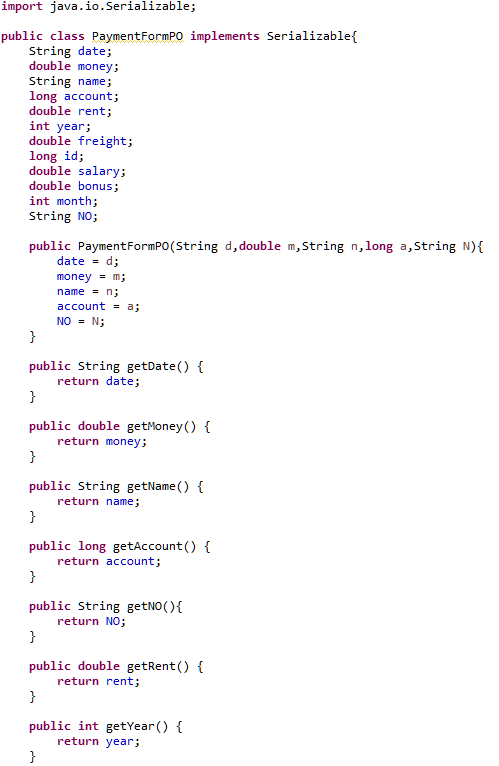 import java.io.Serializable;
public class PaymentFormPO implements Serializable{
String date;
double money;
String name;
long account;
double rent;
int year;
double freight;
long id;
double salary;
double bonus;
int month;
String NO;
public PaymentFormPO(String d,double m,String n,long a,String N){
date = d;
money = m;
name = n;
account = a;
NO = N;
}
public String getDate() {
return date;
}
public double getMoney() {
return money;
}
public String getName() {
return name;
}
public long getAccount() {
return account;
}
public String getNO(){
return NO;
}
public double getRent() {
return rent;
}
public int getYear() {
return year;
}